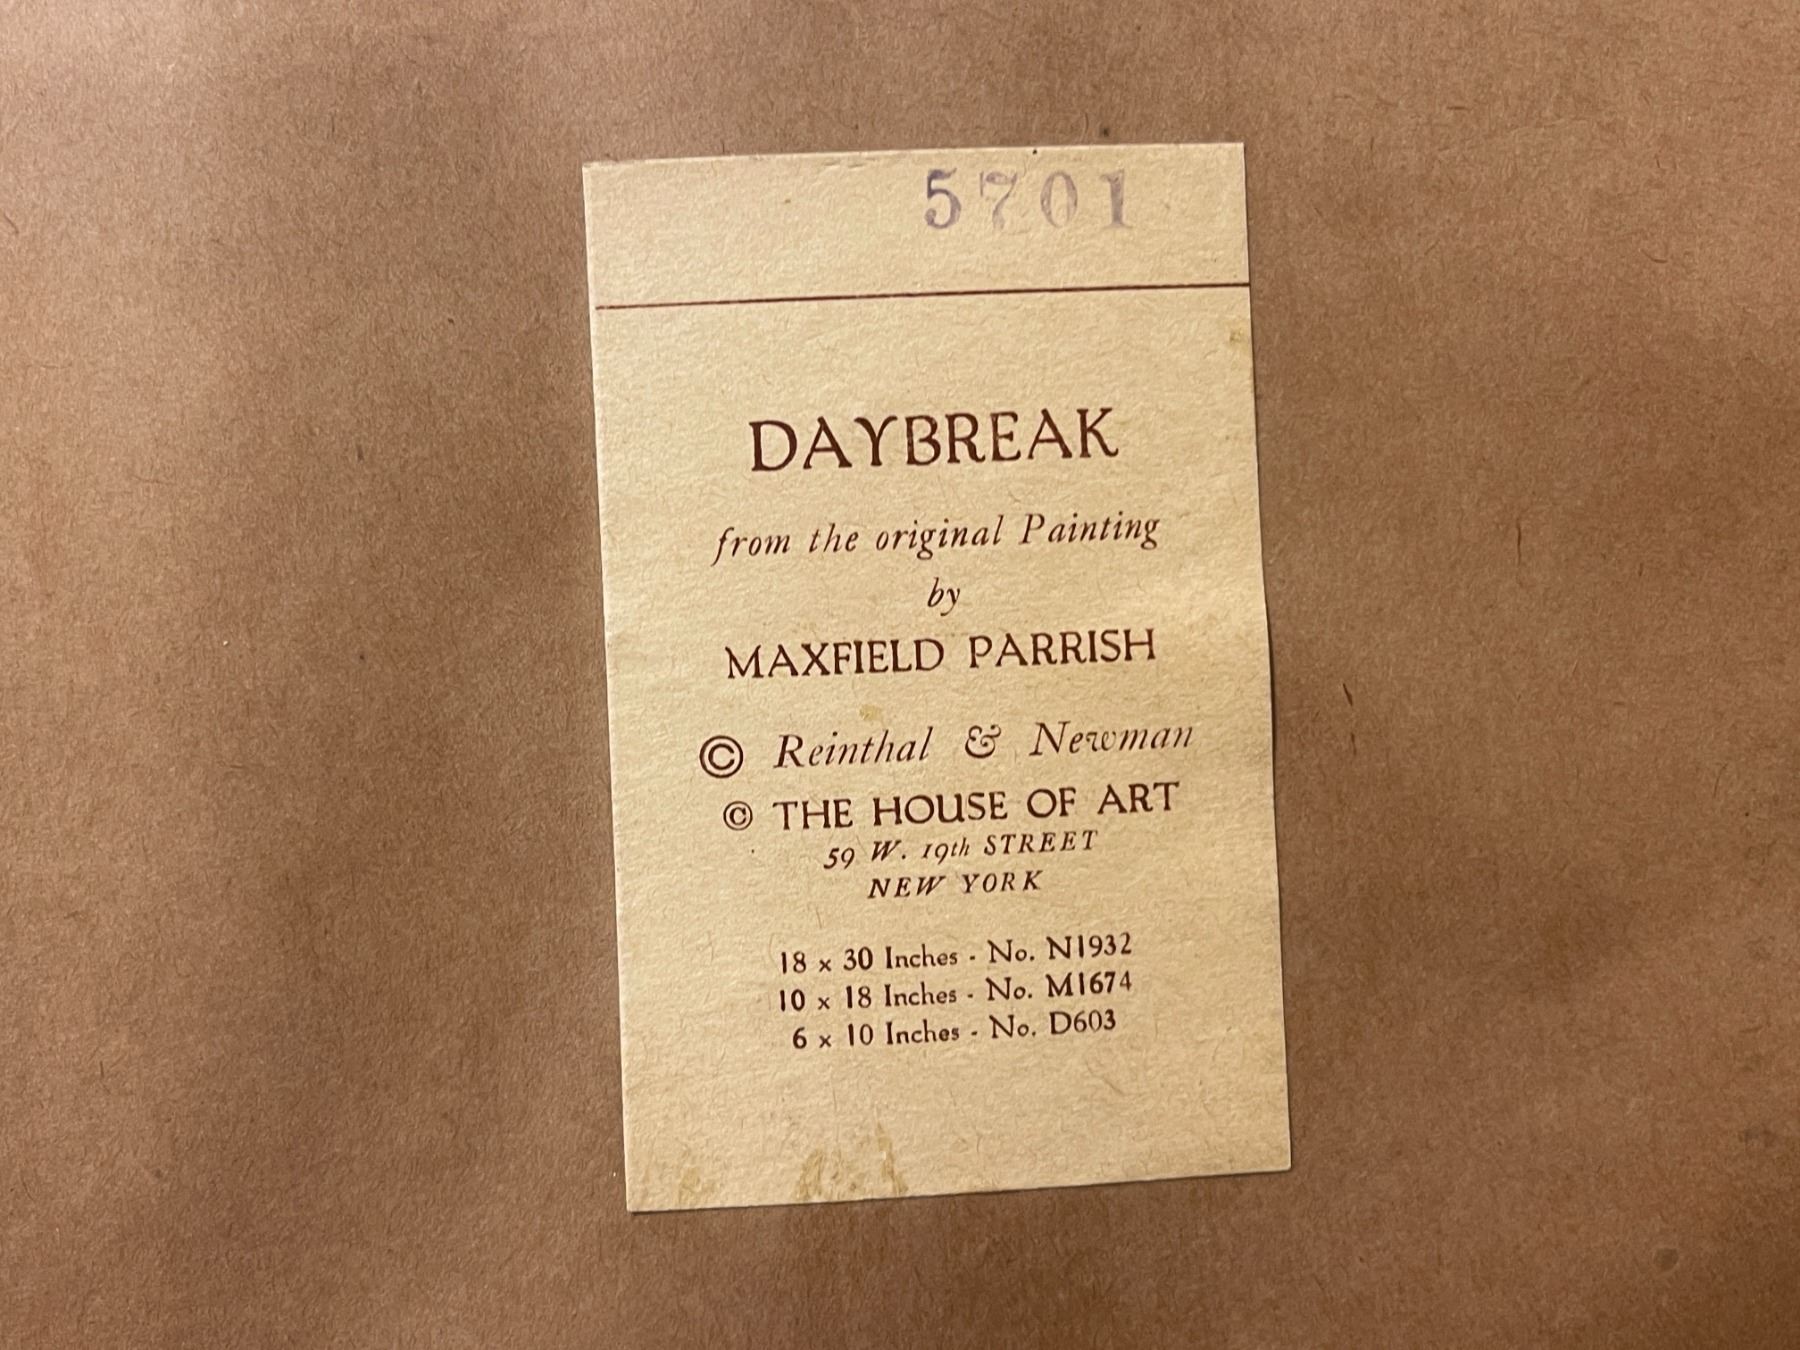 5701
DAYBREAK
from the original Painting
by
MAXFIELD PARRISH
© Reinthal & Newman
© THE HOUSE OF ART
59 W. 19th STREET
NEW YORK
18 x 30 Inches - No. N1932
10 x 18 Inches - No. M1674
6 x 10 Inches - No. D603